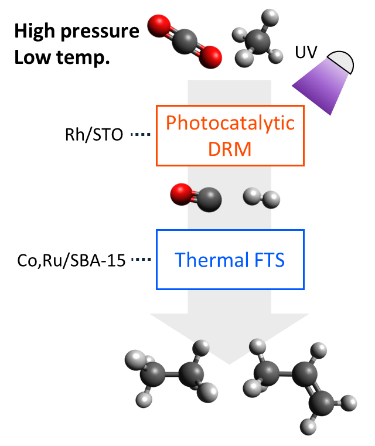 High pressure
Low temp.
UV
Rh/STO
Photocatalytic
DRM
Co,Ru/SBA-15
Thermal FTS